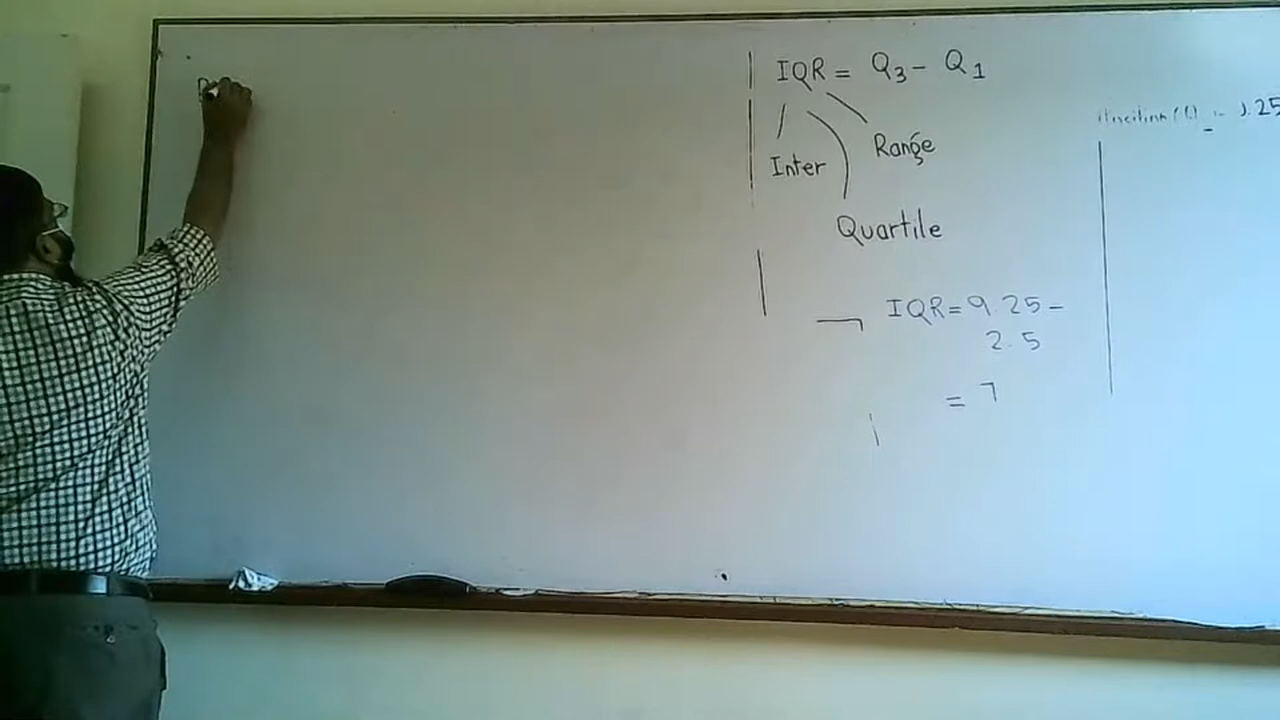 IQR = Q3 - Q1
Inter
Range
Quartile
IQR = 9.25 -
2.5
= 7